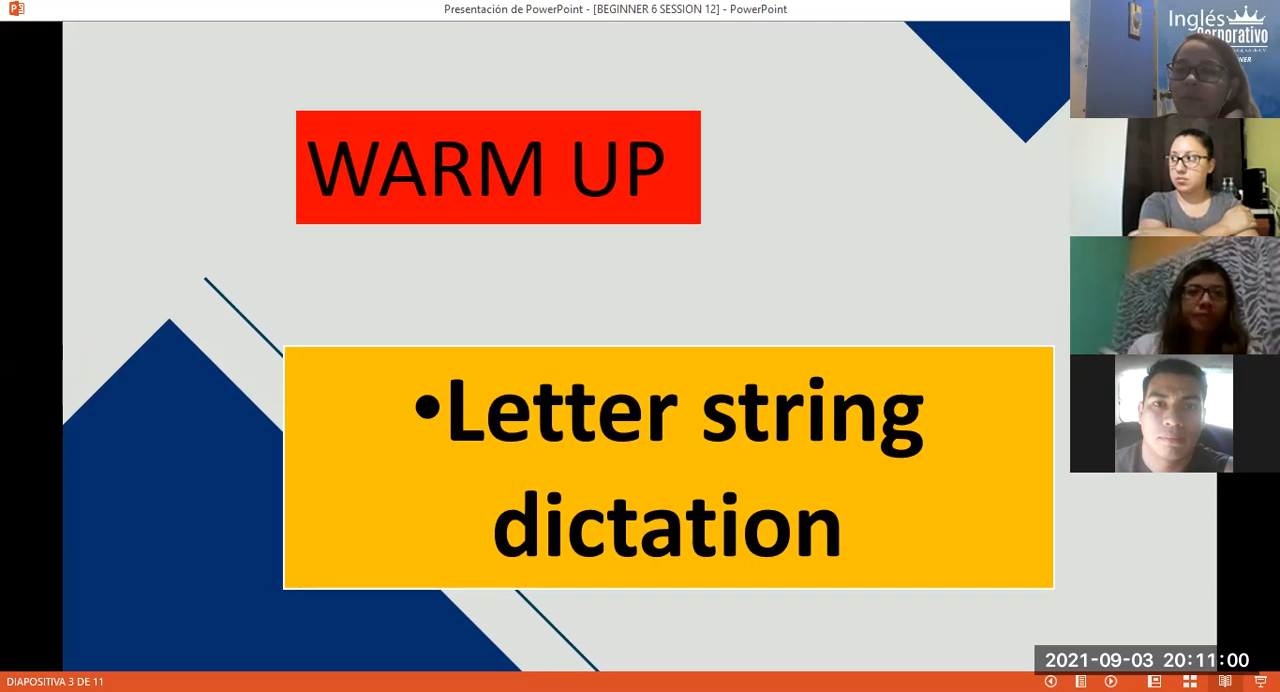 Presentación de PowerPoint - [BEGINNER 6 SESSION 12] - PowerPoint
Inglés
Corporativo
WARM UP
•Letter string
dictation
2021-09-03 20:11:00
DIAPOSITIVA 3 DE 11